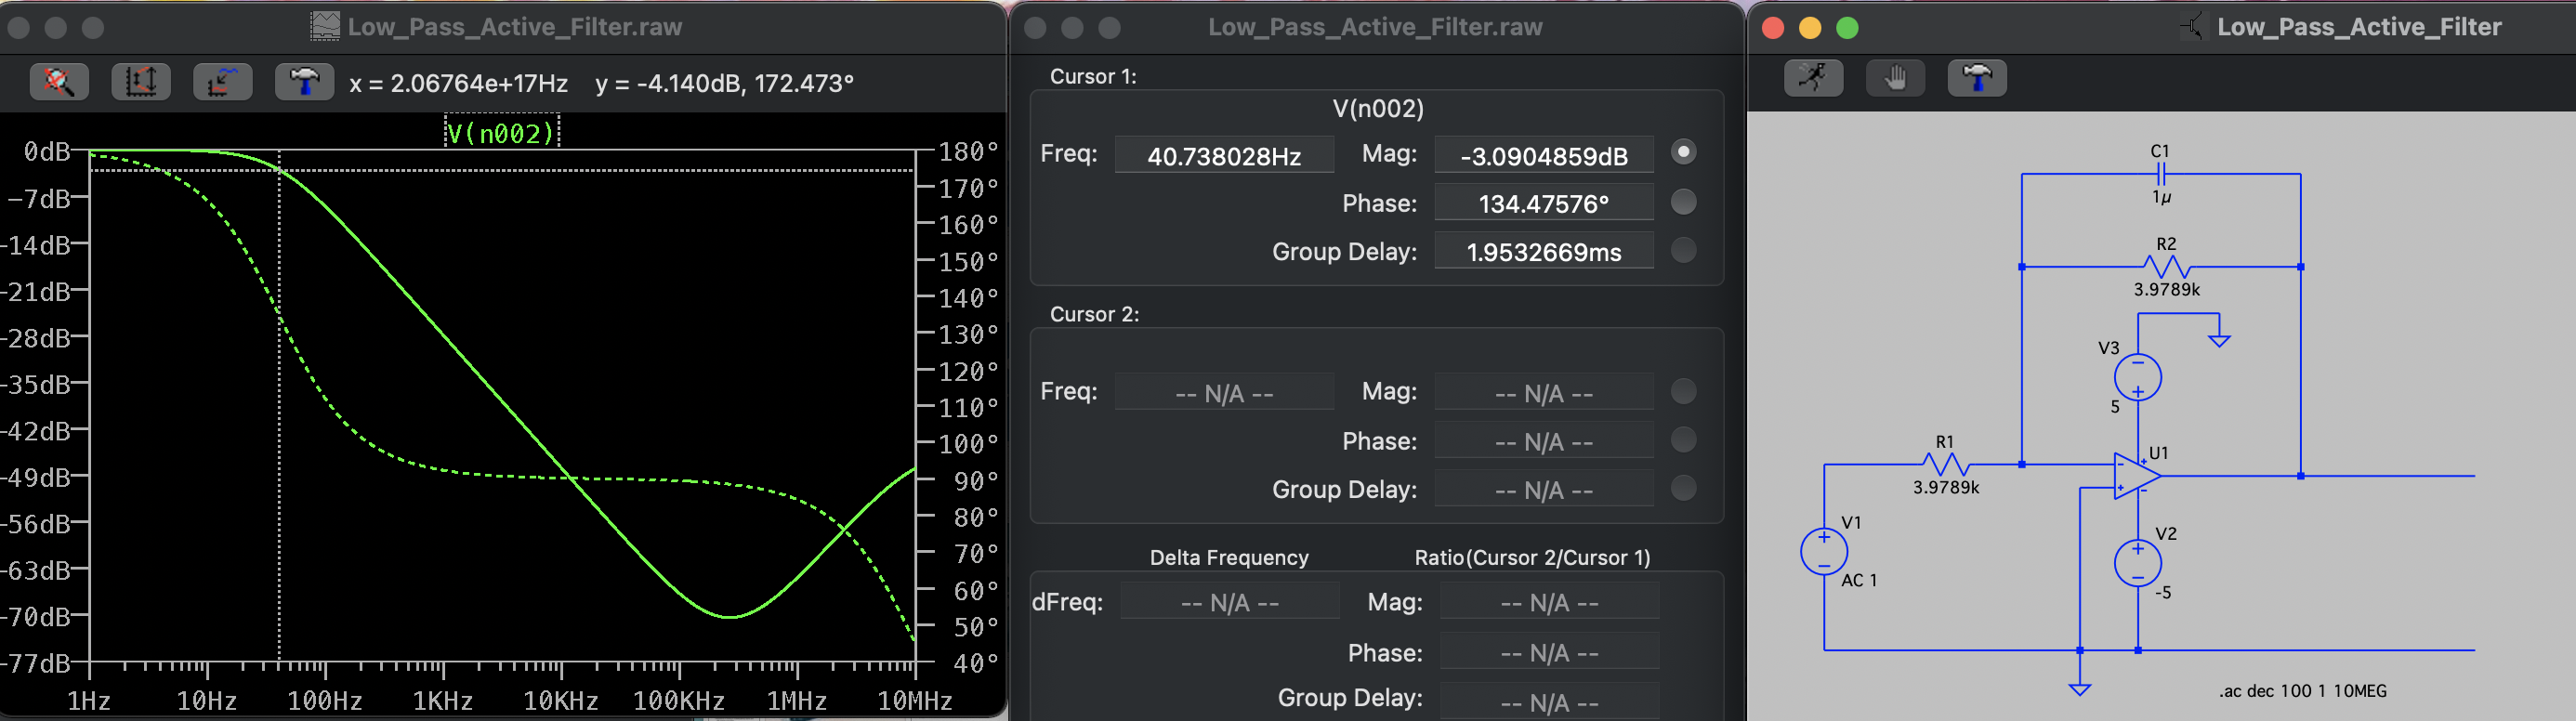 Low_Pass_Active_Filter.raw
x = 2.06764e+17Hz y = -4.140dB, 172.473°
V(n002)
0dB
-7dB
-14dB
-21dB
-28dB
-35dB
-42dB
-49dB
-56dB
-63dB
-70dB
-77dB
180°
170°
160°
150°
140°
130°
120°
110°
100°
90°
80°
70°
60°
50°
40°
1Hz 10Hz 100Hz 1KHz 10KHz 100KHz 1MHz 10MHz
Low_Pass_Active_Filter.raw
Cursor 1:
V(n002)
Freq: 40.738028Hz Mag: -3.0904859dB
Phase: 134.47576°
Group Delay: 1.9532669ms
Cursor 2:
Freq: -- N/A -- Mag: -- N/A --
Phase: -- N/A --
Group Delay: -- N/A --
Delta Frequency Ratio(Cursor 2/Cursor 1)
dFreq: -- N/A -- Mag: -- N/A --
Phase: -- N/A --
Group Delay: -- N/A --
Low_Pass_Active_Filter
C1
1µ
R2
3.9789k
V3
5
R1
3.9789k
U1
V1
AC 1
V2
-5
.ac dec 100 1 10MEG